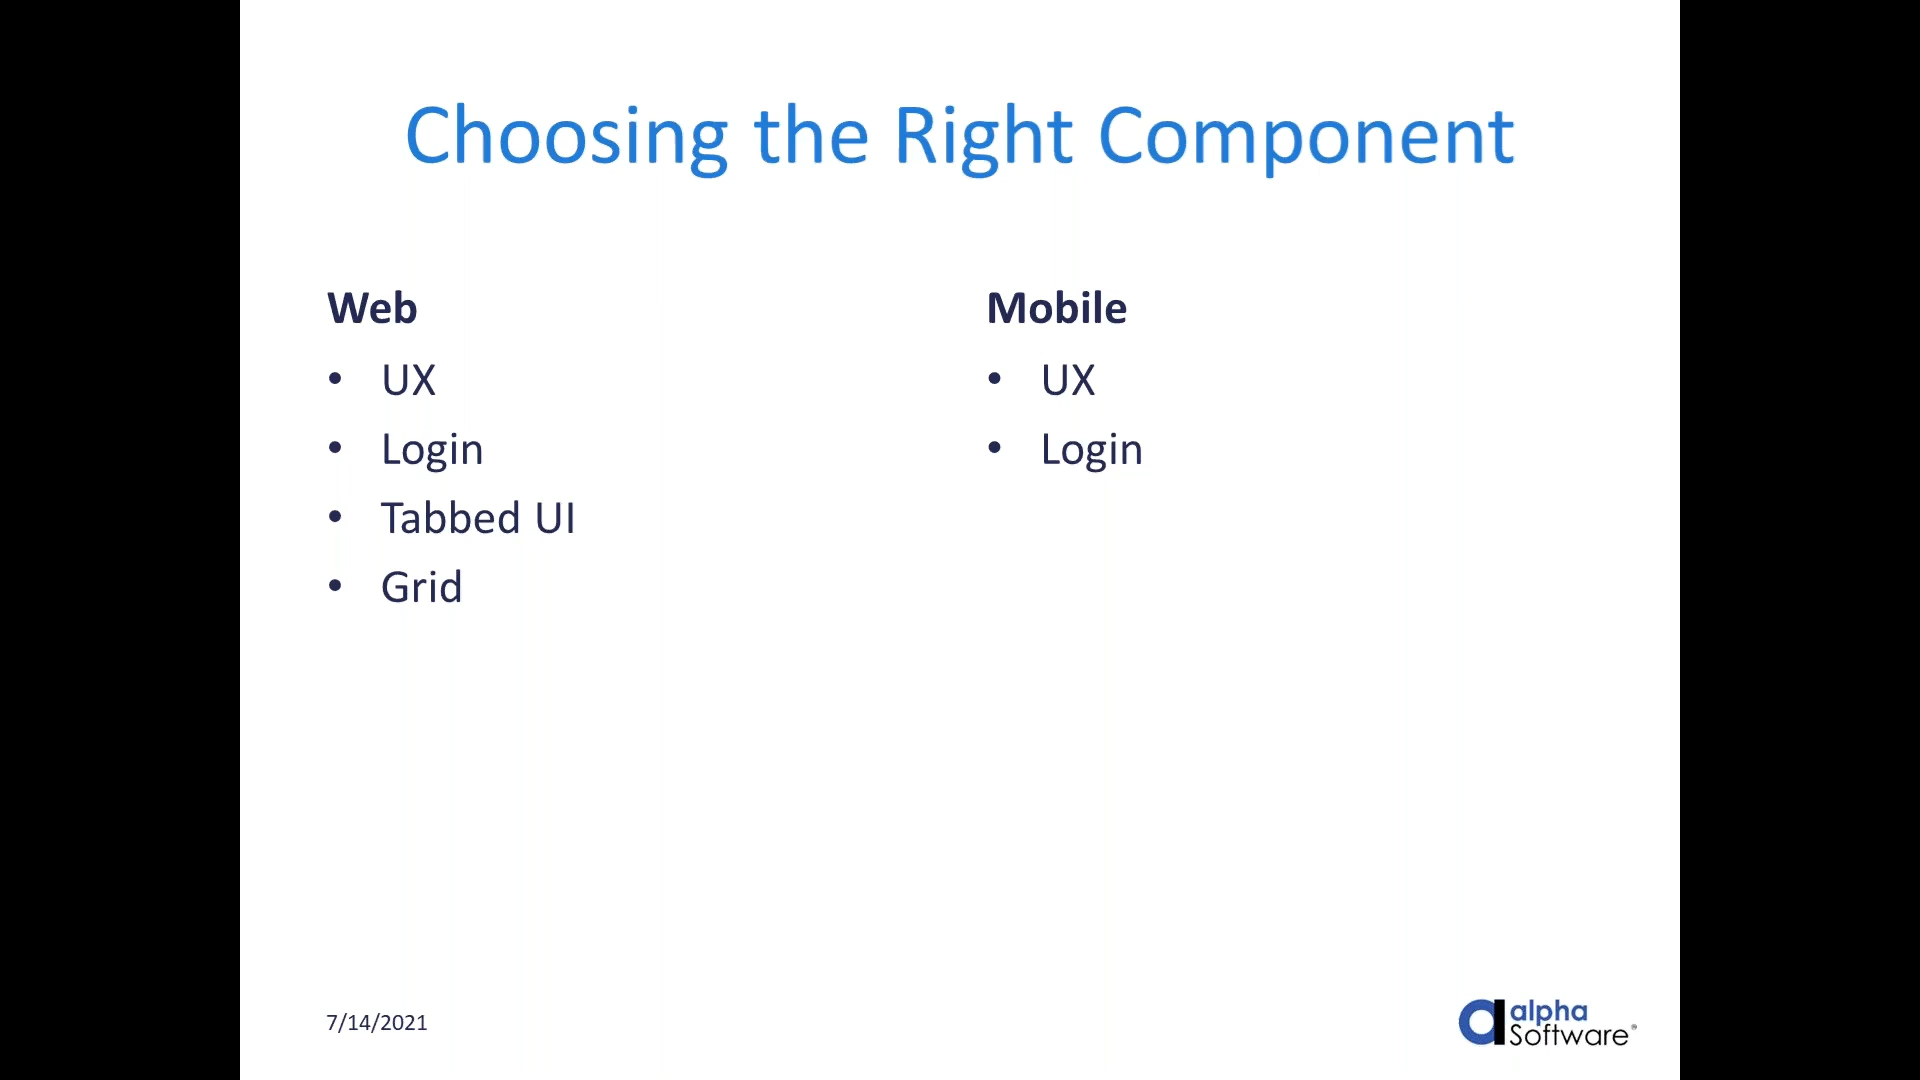 Choosing the Right Component
Web
• UX
• Login
• Tabbed UI
• Grid
Mobile
• UX
• Login
7/14/2021
alpha
Software®